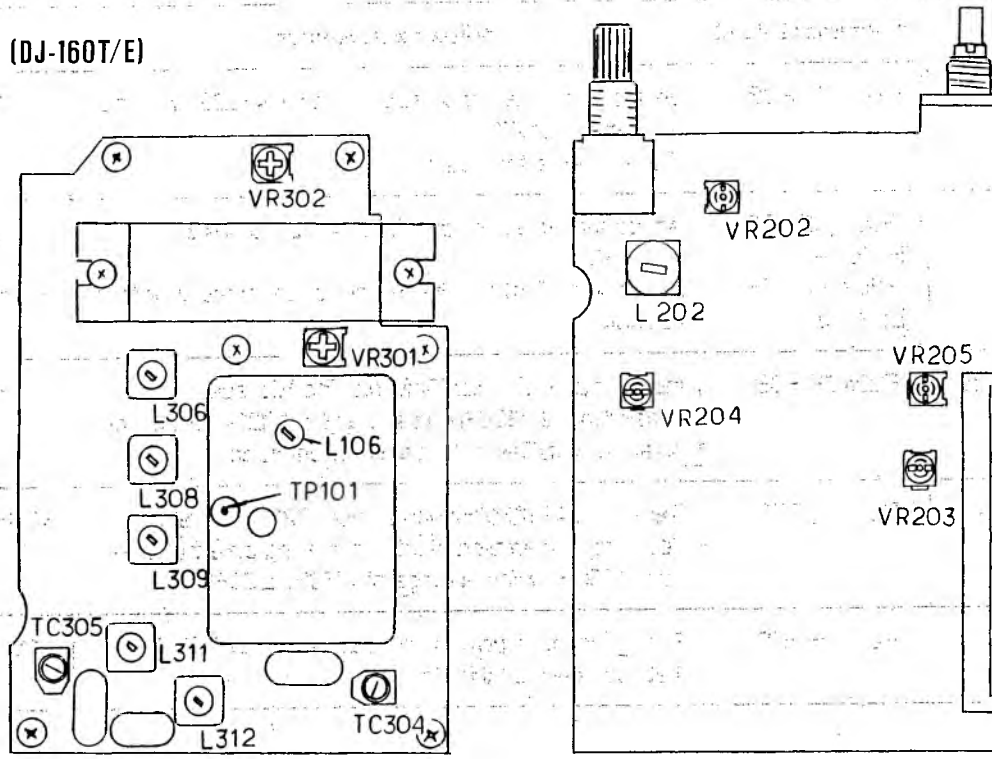 (DJ-160T/E)
VR302
VR202
L 202
VR301
VR205
L306
VR204
L106
L308
TP101
VR203
L309
TC305
L311
TC304
L312